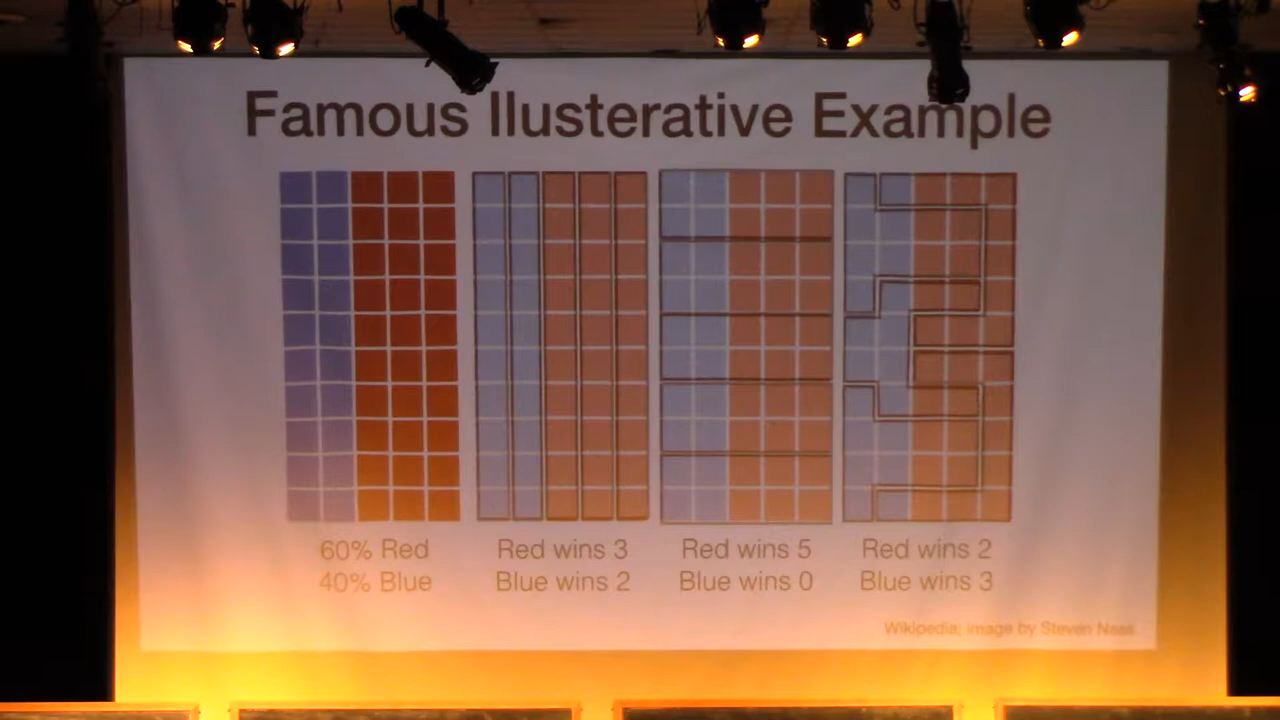 Famous Ilusterative Example
60% Red
40% Blue
Red wins 3
Blue wins 2
Red wins 5
Blue wins 0
Red wins 2
Blue wins 3
Wikipedia; image by Steven Nass